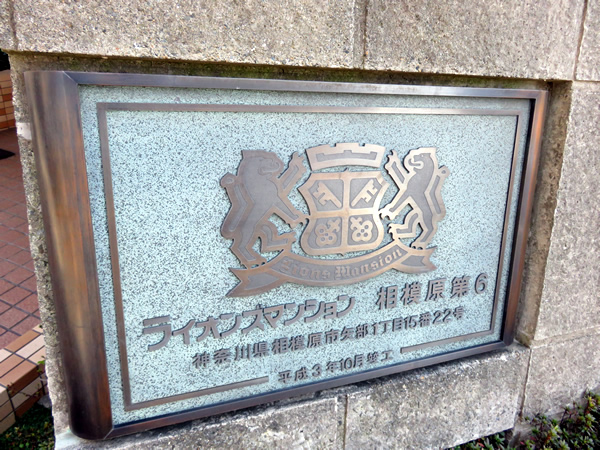 Lions Mansion
ライオンズマンション 相模原第6
神奈川県相模原市矢部1丁目15番22号
平成3年10月竣工